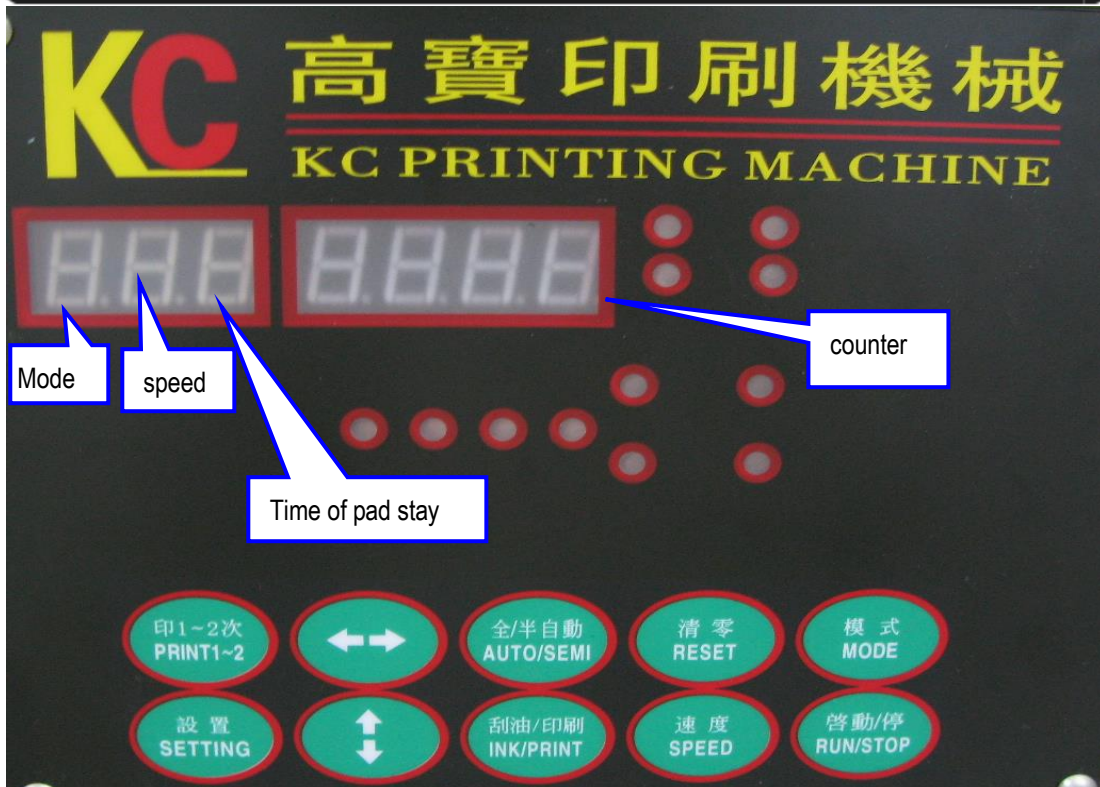 KC
高寶印刷機械
KC PRINTING MACHINE
Mode
speed
counter
Time of pad stay
印1~2次
PRINT1~2
全/半自動
AUTO/SEMI
清零
RESET
模式
MODE
設置
SETTING
刮油/印刷
INK/PRINT
速度
SPEED
啓動/停
RUN/STOP